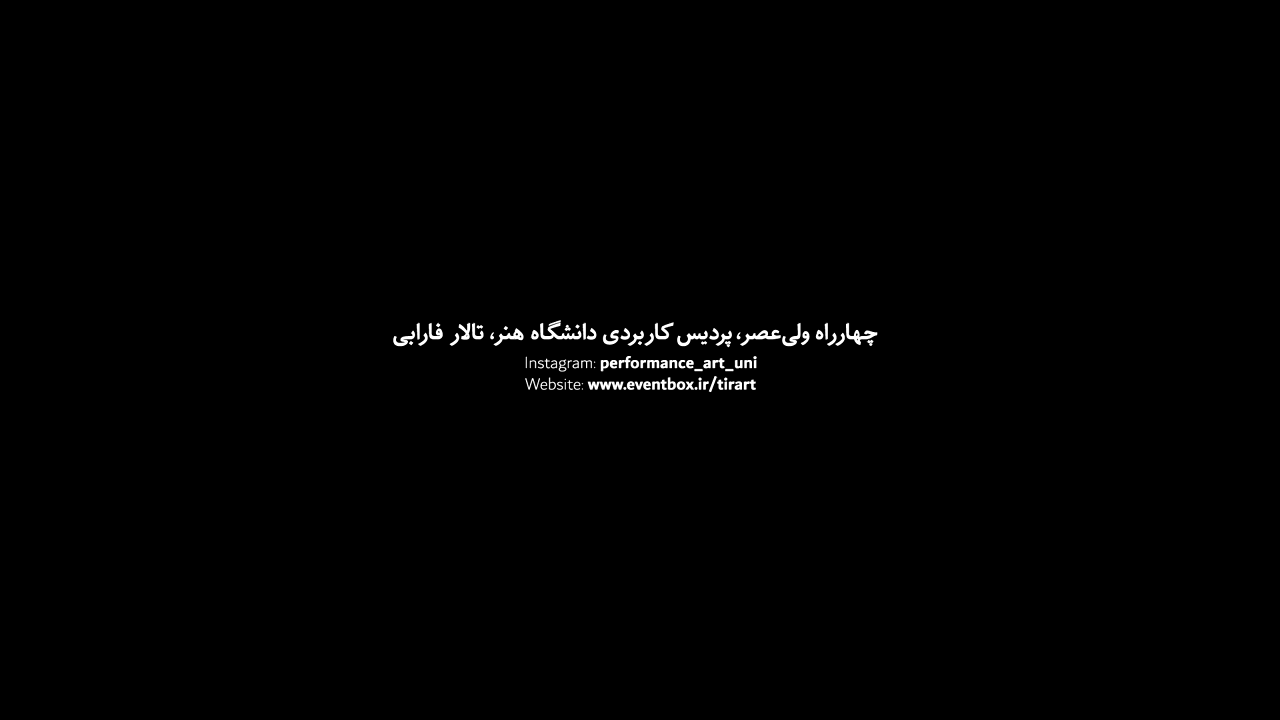 چهارراه ولی‌عصر، پردیس کاربردی دانشگاه هنر، تالار فارابی
Instagram: performance_art_uni
Website: www.eventbox.ir/tirart